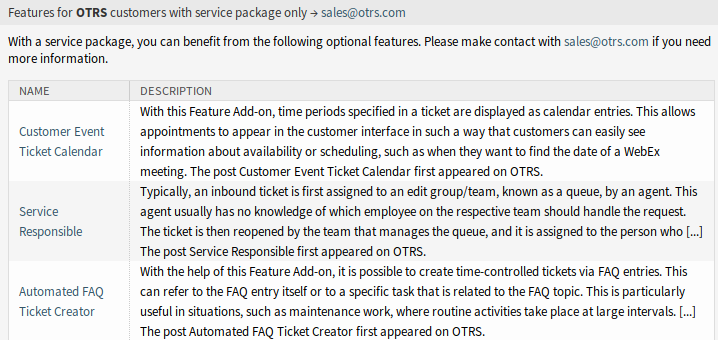 Features for OTRS customers with service package only → sales@otrs.com
With a service package, you can benefit from the following optional features. Please make contact with sales@otrs.com if you need
more information.
NAME
DESCRIPTION
Customer Event
Ticket Calendar
With this Feature Add-on, time periods specified in a ticket are displayed as calendar entries. This allows
appointments to appear in the customer interface in such a way that customers can easily see
information about availability or scheduling, such as when they want to find the date of a WebEx
meeting. The post Customer Event Ticket Calendar first appeared on OTRS.
Service
Responsible
Typically, an inbound ticket is first assigned to an edit group/team, known as a queue, by an agent. This
agent usually has no knowledge of which employee on the respective team should handle the request.
The ticket is then reopened by the team that manages the queue, and it is assigned to the person who [...]
The post Service Responsible first appeared on OTRS.
Automated FAQ
Ticket Creator
With the help of this Feature Add-on, it is possible to create time-controlled tickets via FAQ entries. This
can refer to the FAQ entry itself or to a specific task that is related to the FAQ topic. This is particularly
useful in situations, such as maintenance work, where routine activities take place at large intervals. [...]
The post Automated FAQ Ticket Creator first appeared on OTRS.